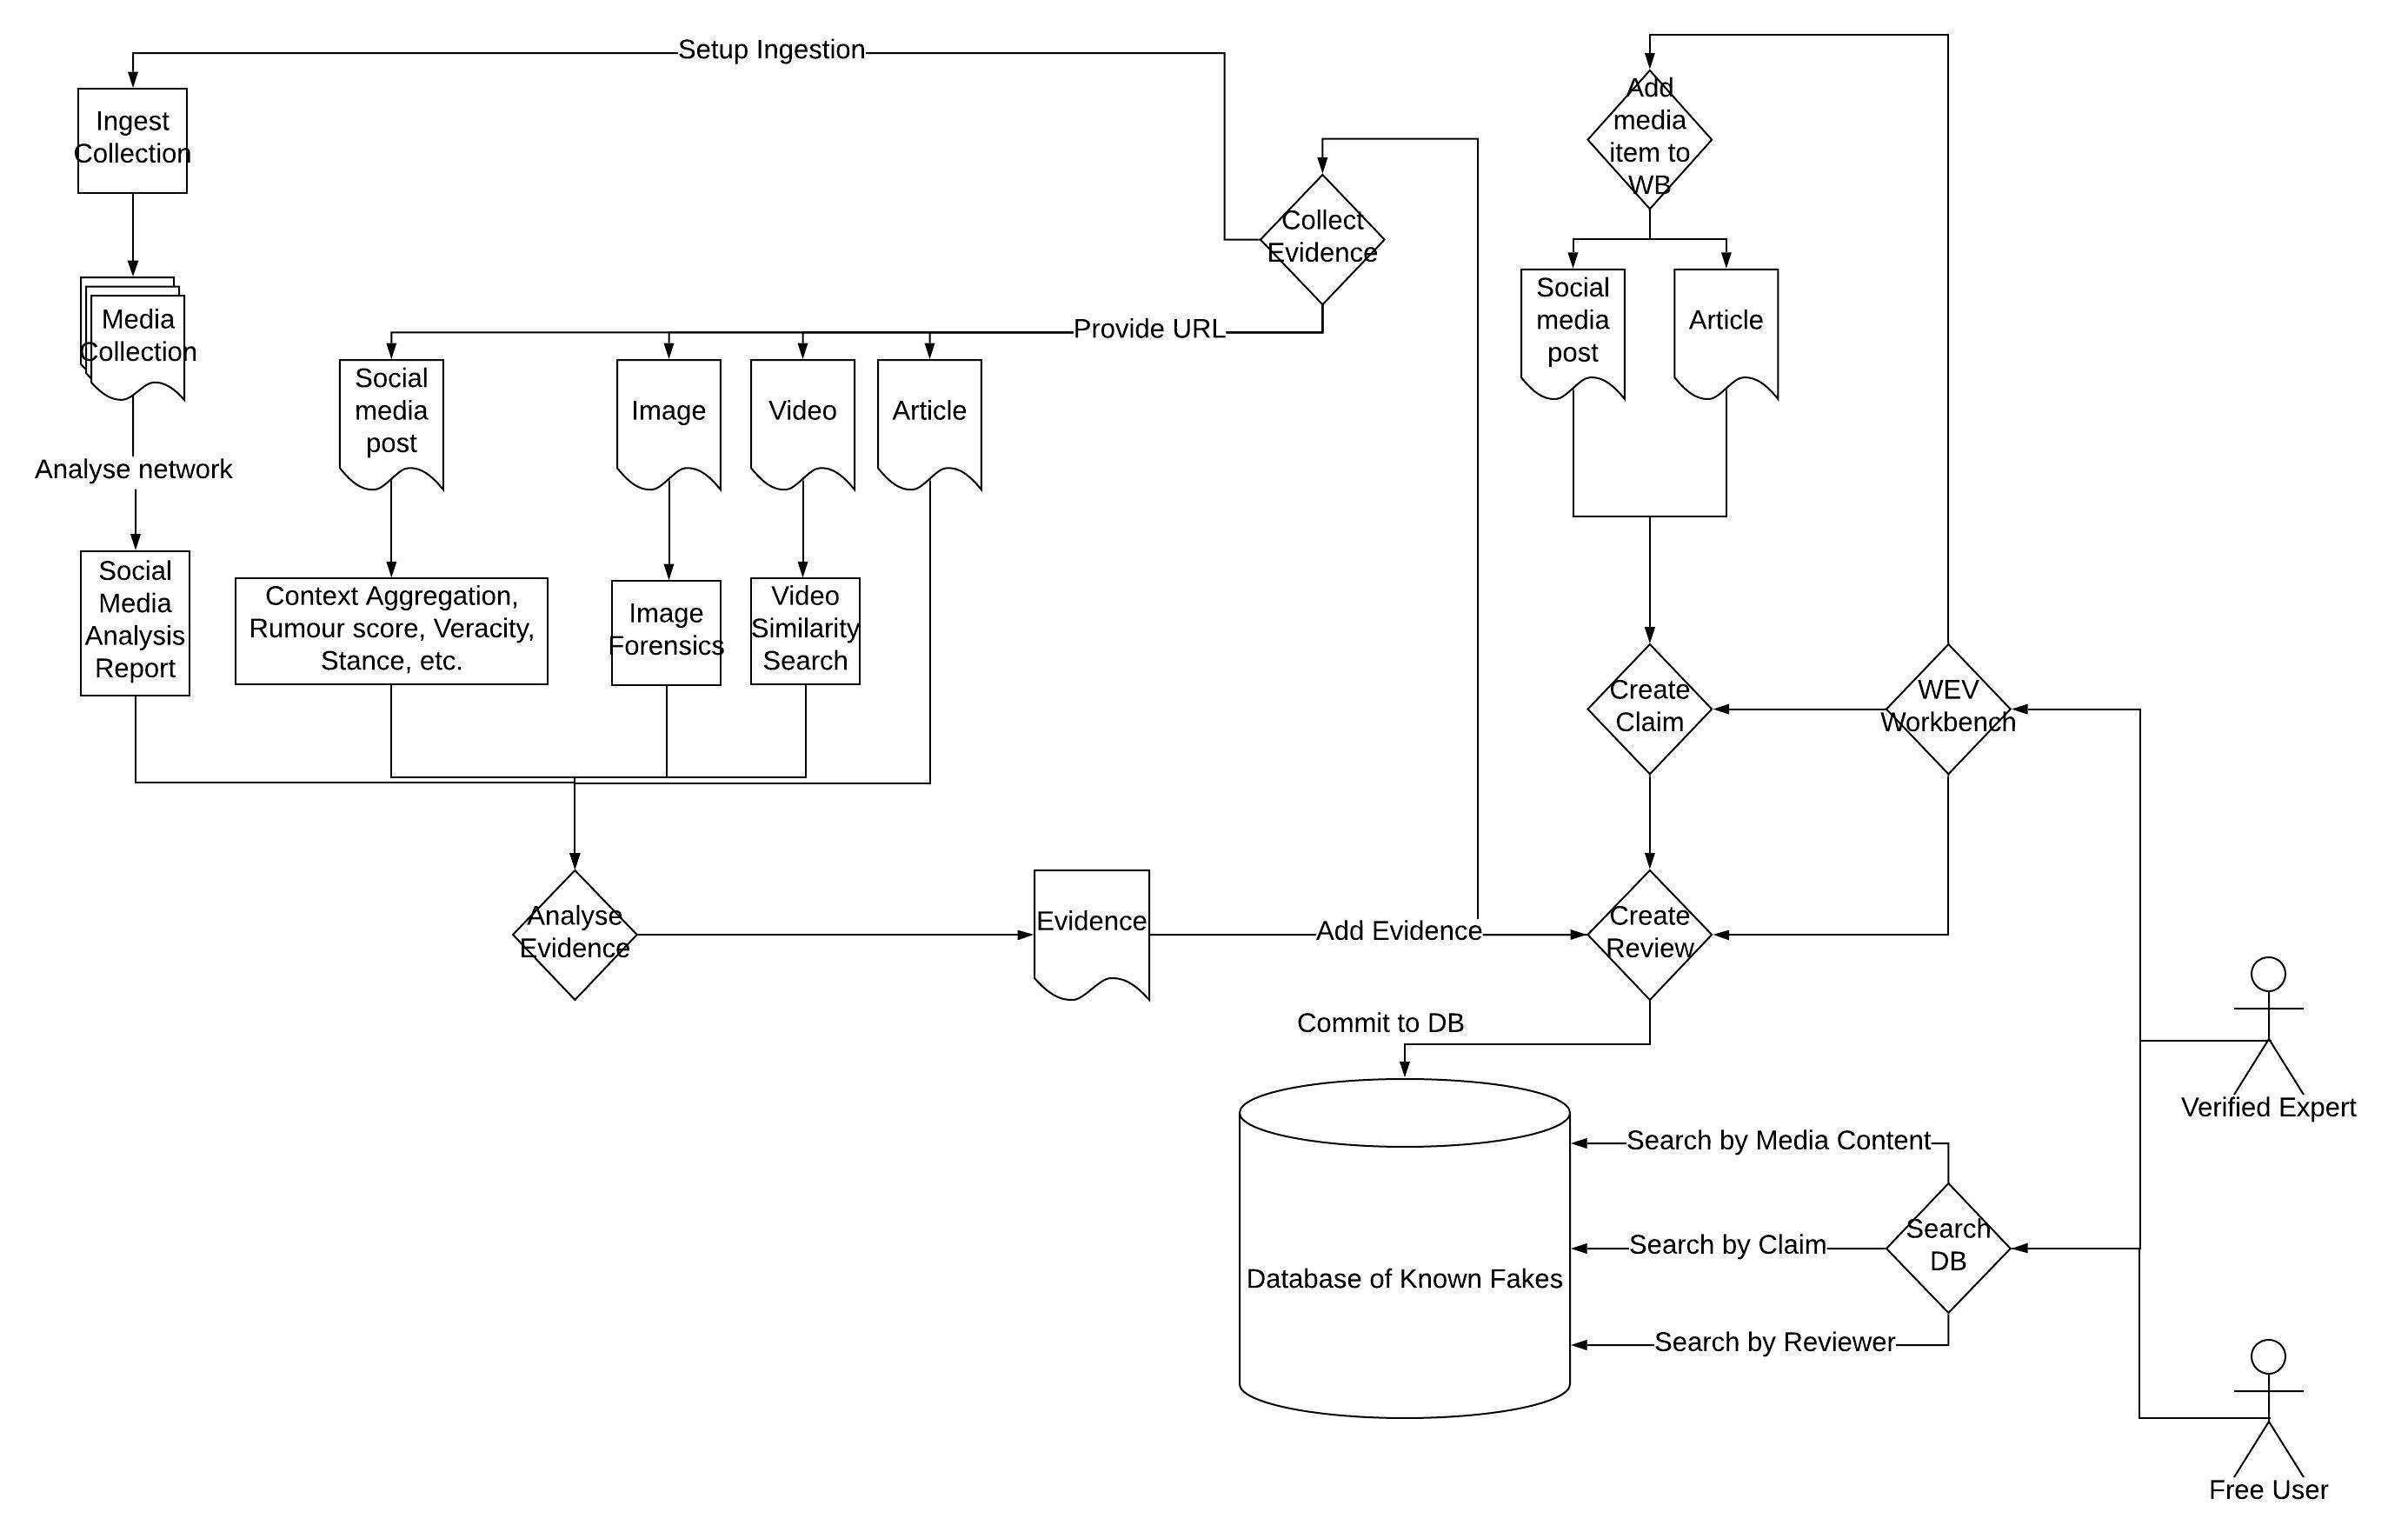 Setup Ingestion
Ingest
Collection
Media
Collection
Analyse network
Social
Media
Analysis
Report
Collect
Evidence
Provide URL
Social
media
post
Image
Video
Article
Context Aggregation,
Rumour score, Veracity,
Stance, etc.
Image
Forensics
Video
Similarity
Search
Analyse
Evidence
Evidence
Add Evidence
Add
media
item to
WB
Social
media
post
Article
Create
Claim
WEV
Workbench
Create
Review
Commit to DB
Database of Known Fakes
Search by Media Content
Search by Claim
Search by Reviewer
Search
DB
Verified Expert
Free User